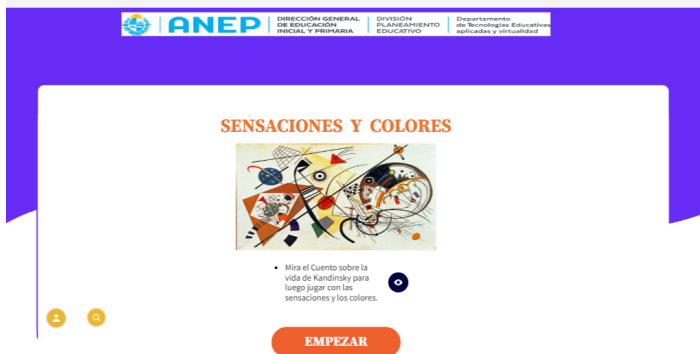 ANEP
DIRECCIÓN GENERAL
DE EDUCACIÓN
INICIAL Y PRIMARIA
DIVISIÓN
PLANEAMIENTO
EDUCATIVO
Departamento
de Tecnologías Educativas
aplicadas y virtualidad
SENSACIONES Y COLORES
Mira el Cuento sobre la
vida de Kandinsky para
luego jugar con las
sensaciones y los colores.
EMPEZAR